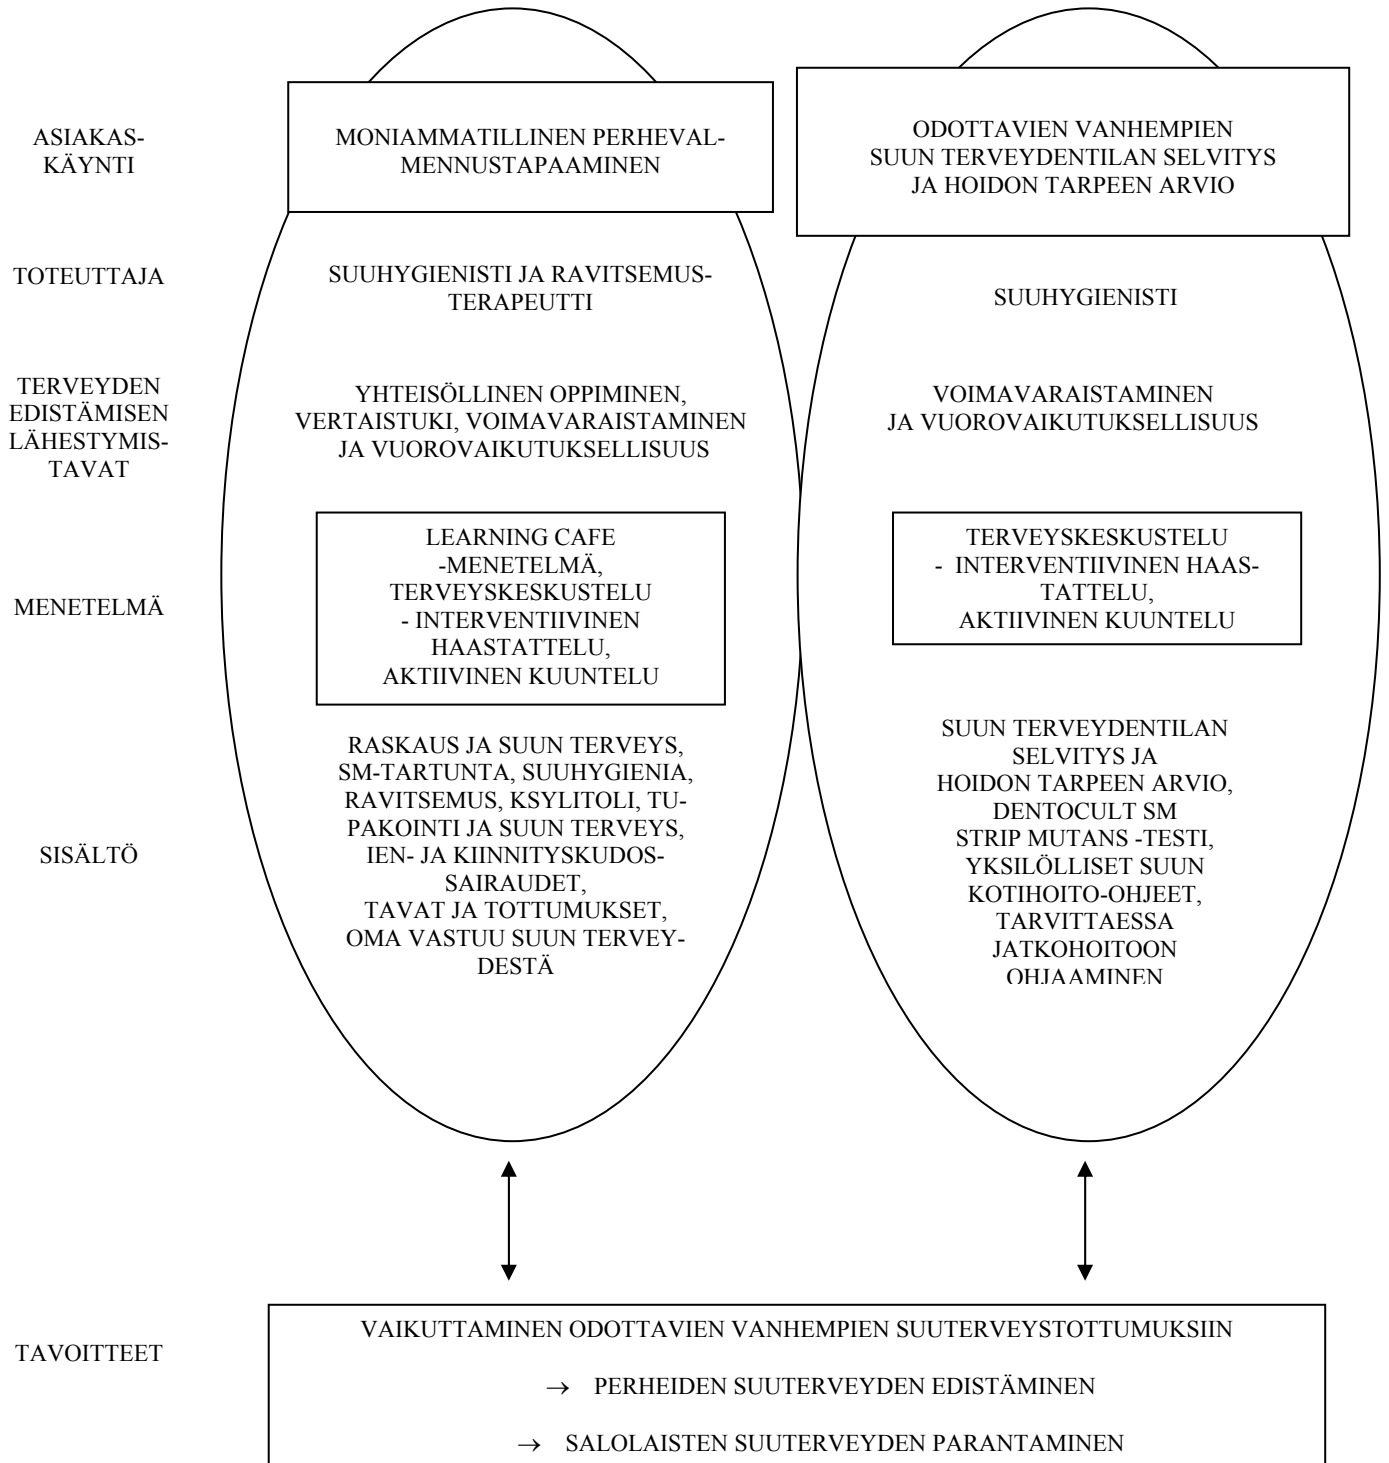 ASIAKAS-
KÄYNTI
MONIAMMATILLINEN PERHEVAL-
MENNUSTAPAAMINEN
ODOTTAVIEN VANHEMPIEN
SUUN TERVEYDENTILAN SELVITYS
JA HOIDON TARPEEN ARVIO
TOTEUTTAJA
SUUHYGIENISTI JA RAVITSEMUS-
TERAPEUTTI
SUUHYGIENISTI
TERVEYDEN
EDISTÄMISEN
LÄHESTYMIS-
TAVAT
YHTEISÖLLINEN OPPIMINEN,
VERTAISTUKI, VOIMAVARAISTAMINEN
JA VUOROVAIKUTUKSELLISUUS
VOIMAVARAISTAMINEN
JA VUOROVAIKUTUKSELLISUUS
MENETELMÄ
LEARNING CAFE
-MENETELMÄ,
TERVEYSKESKUSTELU
- INTERVENTIIVINEN
HAASTATTELU,
AKTIIVINEN KUUNTELU
TERVEYSKESKUSTELU
- INTERVENTIIVINEN HAAS-
TATTELU,
AKTIIVINEN KUUNTELU
SISÄLTÖ
RASKAUS JA SUUN TERVEYS,
SM-TARTUNTA, SUUHYGIENIA,
RAVITSEMUS, KSYLITOLI, TU-
PAKOINTI JA SUUN TERVEYS,
IEN- JA KIINNITYSKUDOS-
SAIRAUDET,
TAVAT JA TOTTUMUKSET,
OMA VASTUU SUUN TERVEY-
DESTÄ
SUUN TERVEYDENTILAN
SELVITYS JA
HOIDON TARPEEN ARVIO,
DENTOCULT SM
STRIP MUTANS -TESTI,
YKSILÖLLISET SUUN
KOTIHOITO-OHJEET,
TARVITTAESSA
JATKOHOITOON
OHJAAMINEN
TAVOITTEET
VAIKUTTAMINEN ODOTTAVIEN VANHEMPIEN SUUTERVEYSTOTTUMUKSIIN
→ PERHEIDEN SUUTERVEYDEN EDISTÄMINEN
→ SALOLAISTEN SUUTERVEYDEN PARANTAMINEN